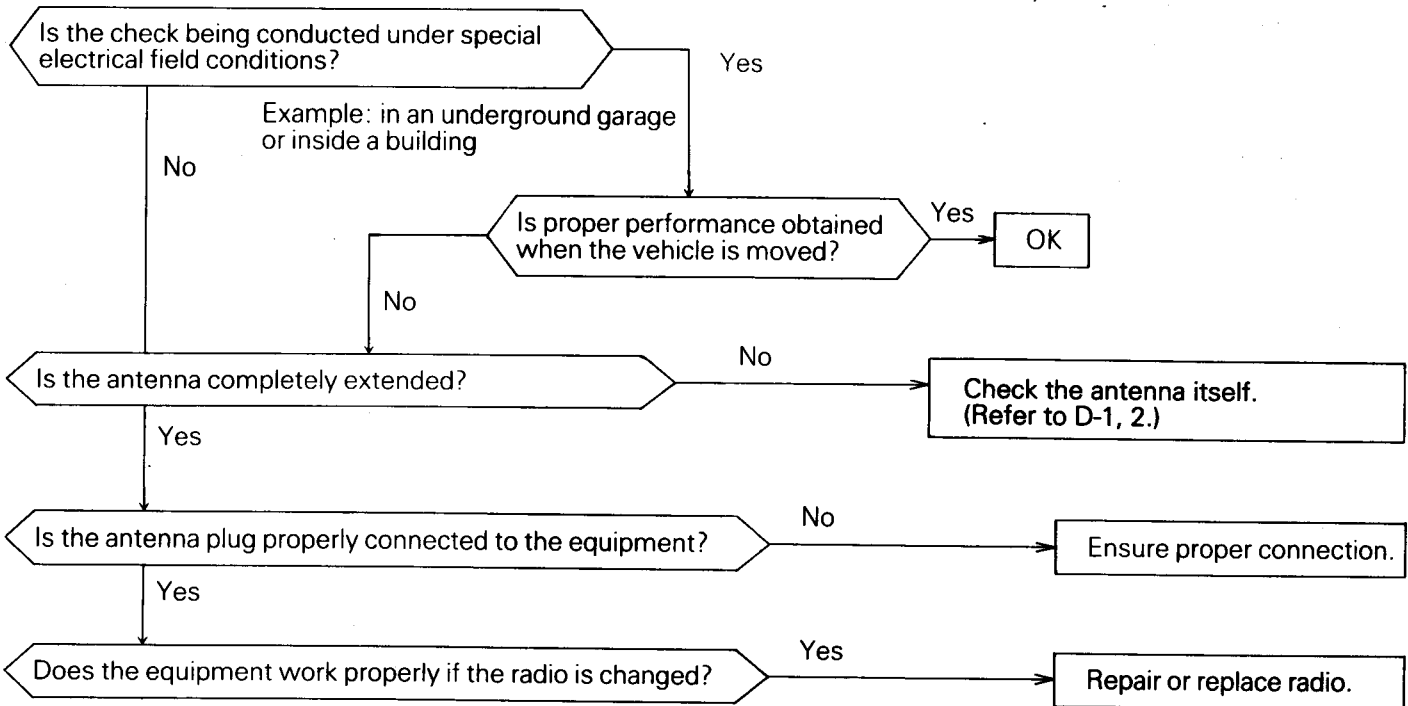 Is the check being conducted under special
electrical field conditions?
Yes
Example: in an underground garage
or inside a building
No
Is proper performance obtained
when the vehicle is moved?
Yes
OK
No
Is the antenna completely extended?
No
Check the antenna itself.
(Refer to D-1, 2.)
Yes
Is the antenna plug properly connected to the equipment?
No
Ensure proper connection.
Yes
Does the equipment work properly if the radio is changed?
Yes
Repair or replace radio.